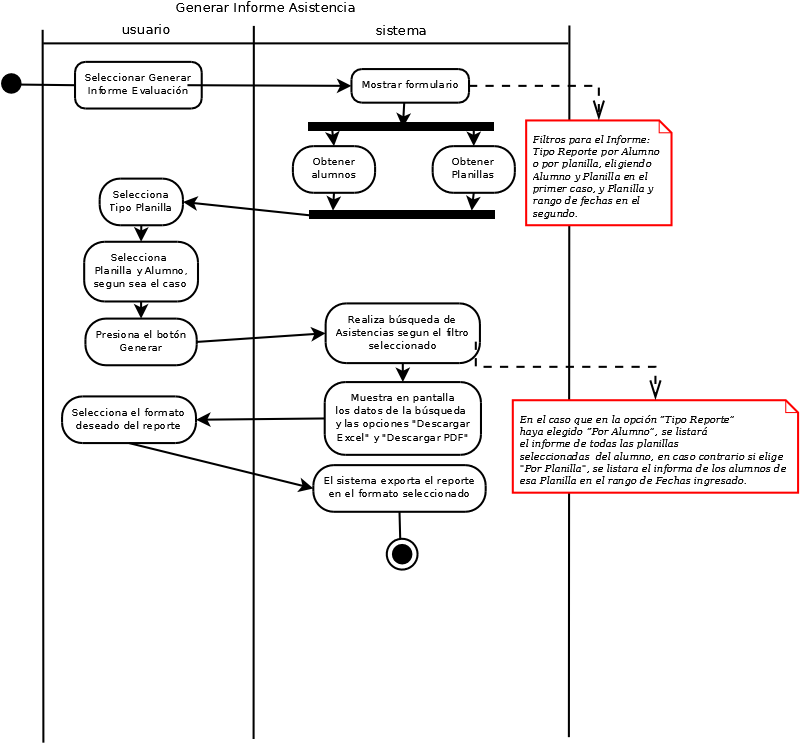 Generar Informe Asistencia
usuario
sistema
Seleccionar Generar
Informe Evaluación
Mostrar formulario
Filtros para el Informe:
Tipo Reporte por Alumno
o por planilla, eligiendo
Alumno y Planilla en el
primer caso, y Planilla y
rango de fechas en el
segundo.
Obtener
alumnos
Obtener
Planillas
Selecciona
Tipo Planilla
Selecciona
Planilla y Alumno,
segun sea el caso
Presiona el botón
Generar
Realiza búsqueda de
Asistencias segun el filtro
seleccionado
Muestra en pantalla
los datos de la búsqueda
y las opciones "Descargar
Excel" y "Descargar PDF"
Selecciona el formato
deseado del reporte
En el caso que en la opción "Tipo Reporte"
haya elegido "Por Alumno", se listará
el informe de todas las planillas
seleccionadas del alumno, en caso contrario si elige
"Por Planilla", se listara el informa de los alumnos de
esa Planilla en el rango de Fechas ingresado.
El sistema exporta el reporte
en el formato seleccionado